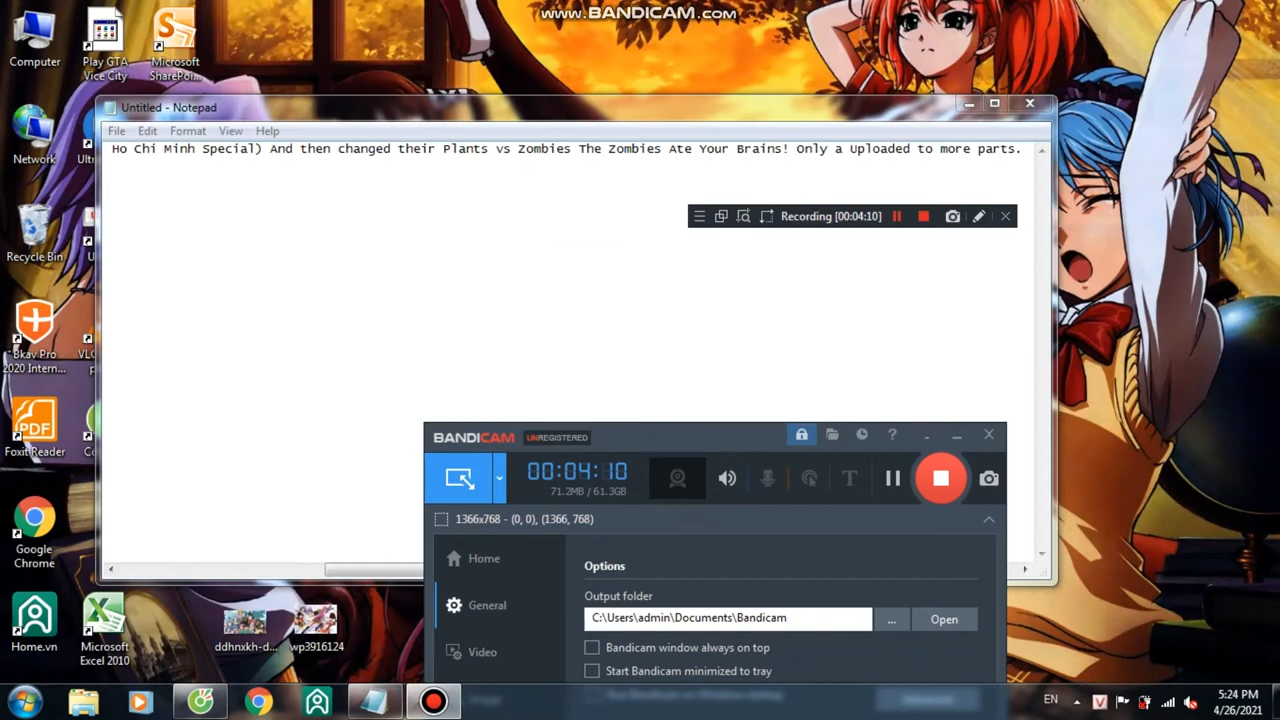 www.BANDICAM.com
Computer
Play GTA
Vice City
Microsoft
SharePoi...
Untitled - Notepad
File Edit Format View Help
Ho Chi Minh Special) And then changed their Plants vs Zombies The Zombies Ate Your Brains! Only a Uploaded to more parts.
Network
Ultr
Recording [00:04:10]
Recycle Bin
U
Bkav Pro
2020 Intern...
VLC
p
PDF
Foxit Reader
Co
BANDICAM UNREGISTERED
00:04:10
71.2MB / 61.3GB
1366x768 - (0, 0), (1366, 768)
Google
Chrome
Home
Options
General
Output folder
C:\Users\admin\Documents\Bandicam
... Open
Video
Bandicam window always on top
Start Bandicam minimized to tray
Home.vn
Microsoft
Excel 2010
ddhnxkh-d...
wp3916124
EN
V
5:24 PM
4/26/2021